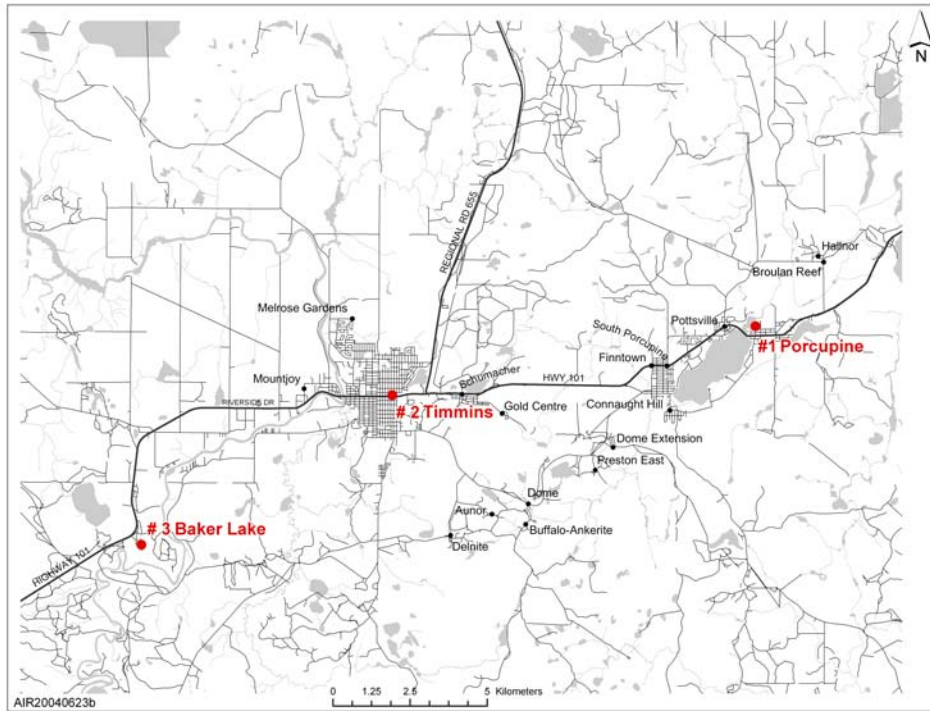 N
REGIONAL RD 655
Hallnor
Broulan Reef
Melrose Gardens
Pottsville
#1 Porcupine
South Porcupine
Finntown
Mountjoy
Schumacher
HWY 101
RIVERSIDE DR
# 2 Timmins
Gold Centre
Connaught Hill
Dome Extension
Preston East
Dome
Aunor
Buffalo-Ankerite
Delnite
# 3 Baker Lake
HIGHWAY 101
0 1.25 2.5 5 Kilometers
AIR20040623b